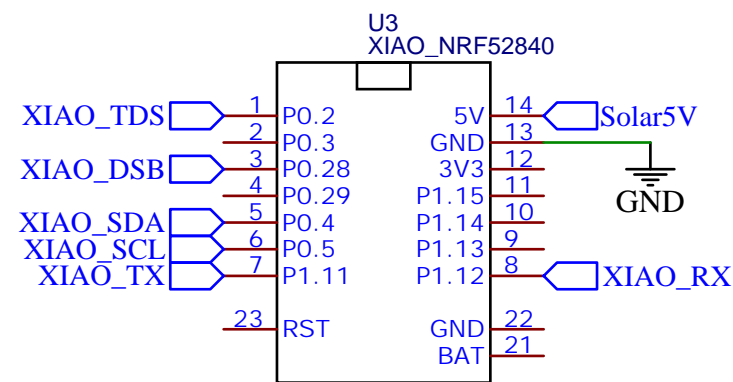 U3
XIAO_NRF52840
XIAO_TDS 1 P0.2 5V 14 Solar5V
2 P0.3 GND 13
XIAO_DSB 3 P0.28 3V3 12
4 P0.29 P1.15 11
GND
XIAO_SDA 5 P0.4 P1.14 10
XIAO_SCL 6 P0.5 P1.13 9
XIAO_TX 7 P1.11 P1.12 8 XIAO_RX
23 RST GND 22
BAT 21